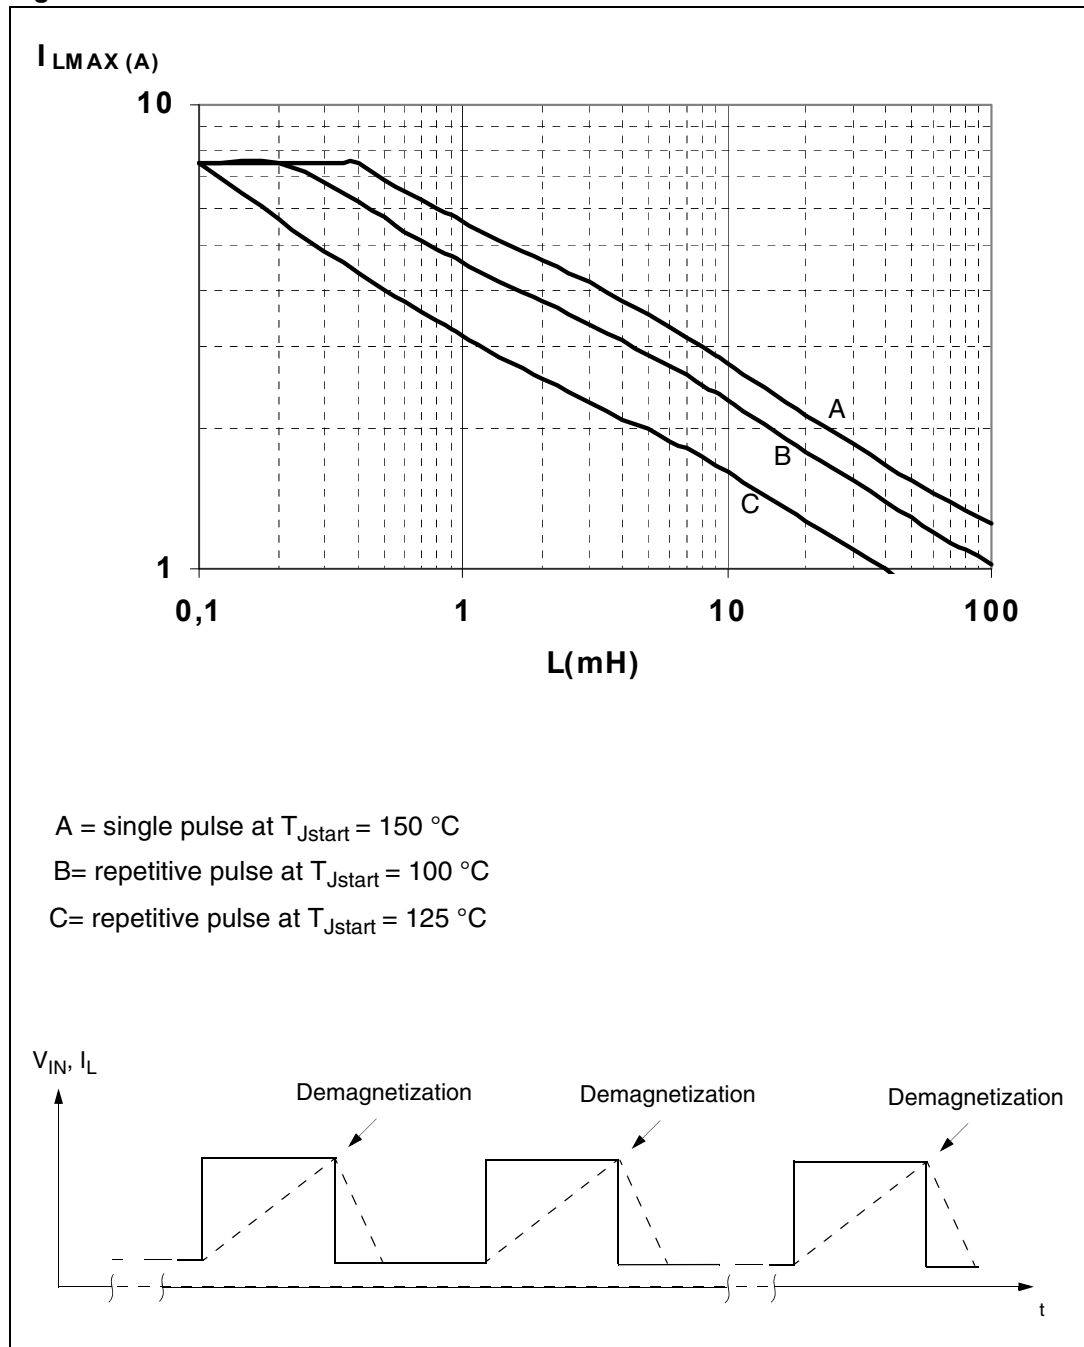 I LMAX (A)
10
1
0,1 1 10 100
L(mH)
A
B
C
A = single pulse at TJstart = 150 °C
B= repetitive pulse at TJstart = 100 °C
C= repetitive pulse at TJstart = 125 °C
VIN, IL
Demagnetization Demagnetization Demagnetization
t